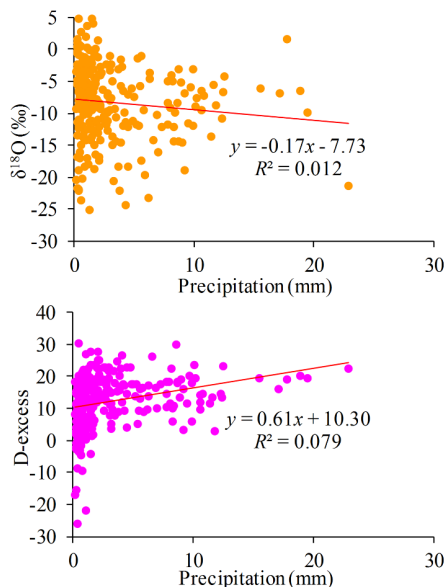 5
0
-5
-10
-15
-20
-25
-30
δ¹⁸O (‰)
y = -0.17x - 7.73
R² = 0.012
0 10 20 30
Precipitation (mm)
40
30
20
10
0
-10
-20
-30
D-excess
y = 0.61x + 10.30
R² = 0.079
0 10 20 30
Precipitation (mm)